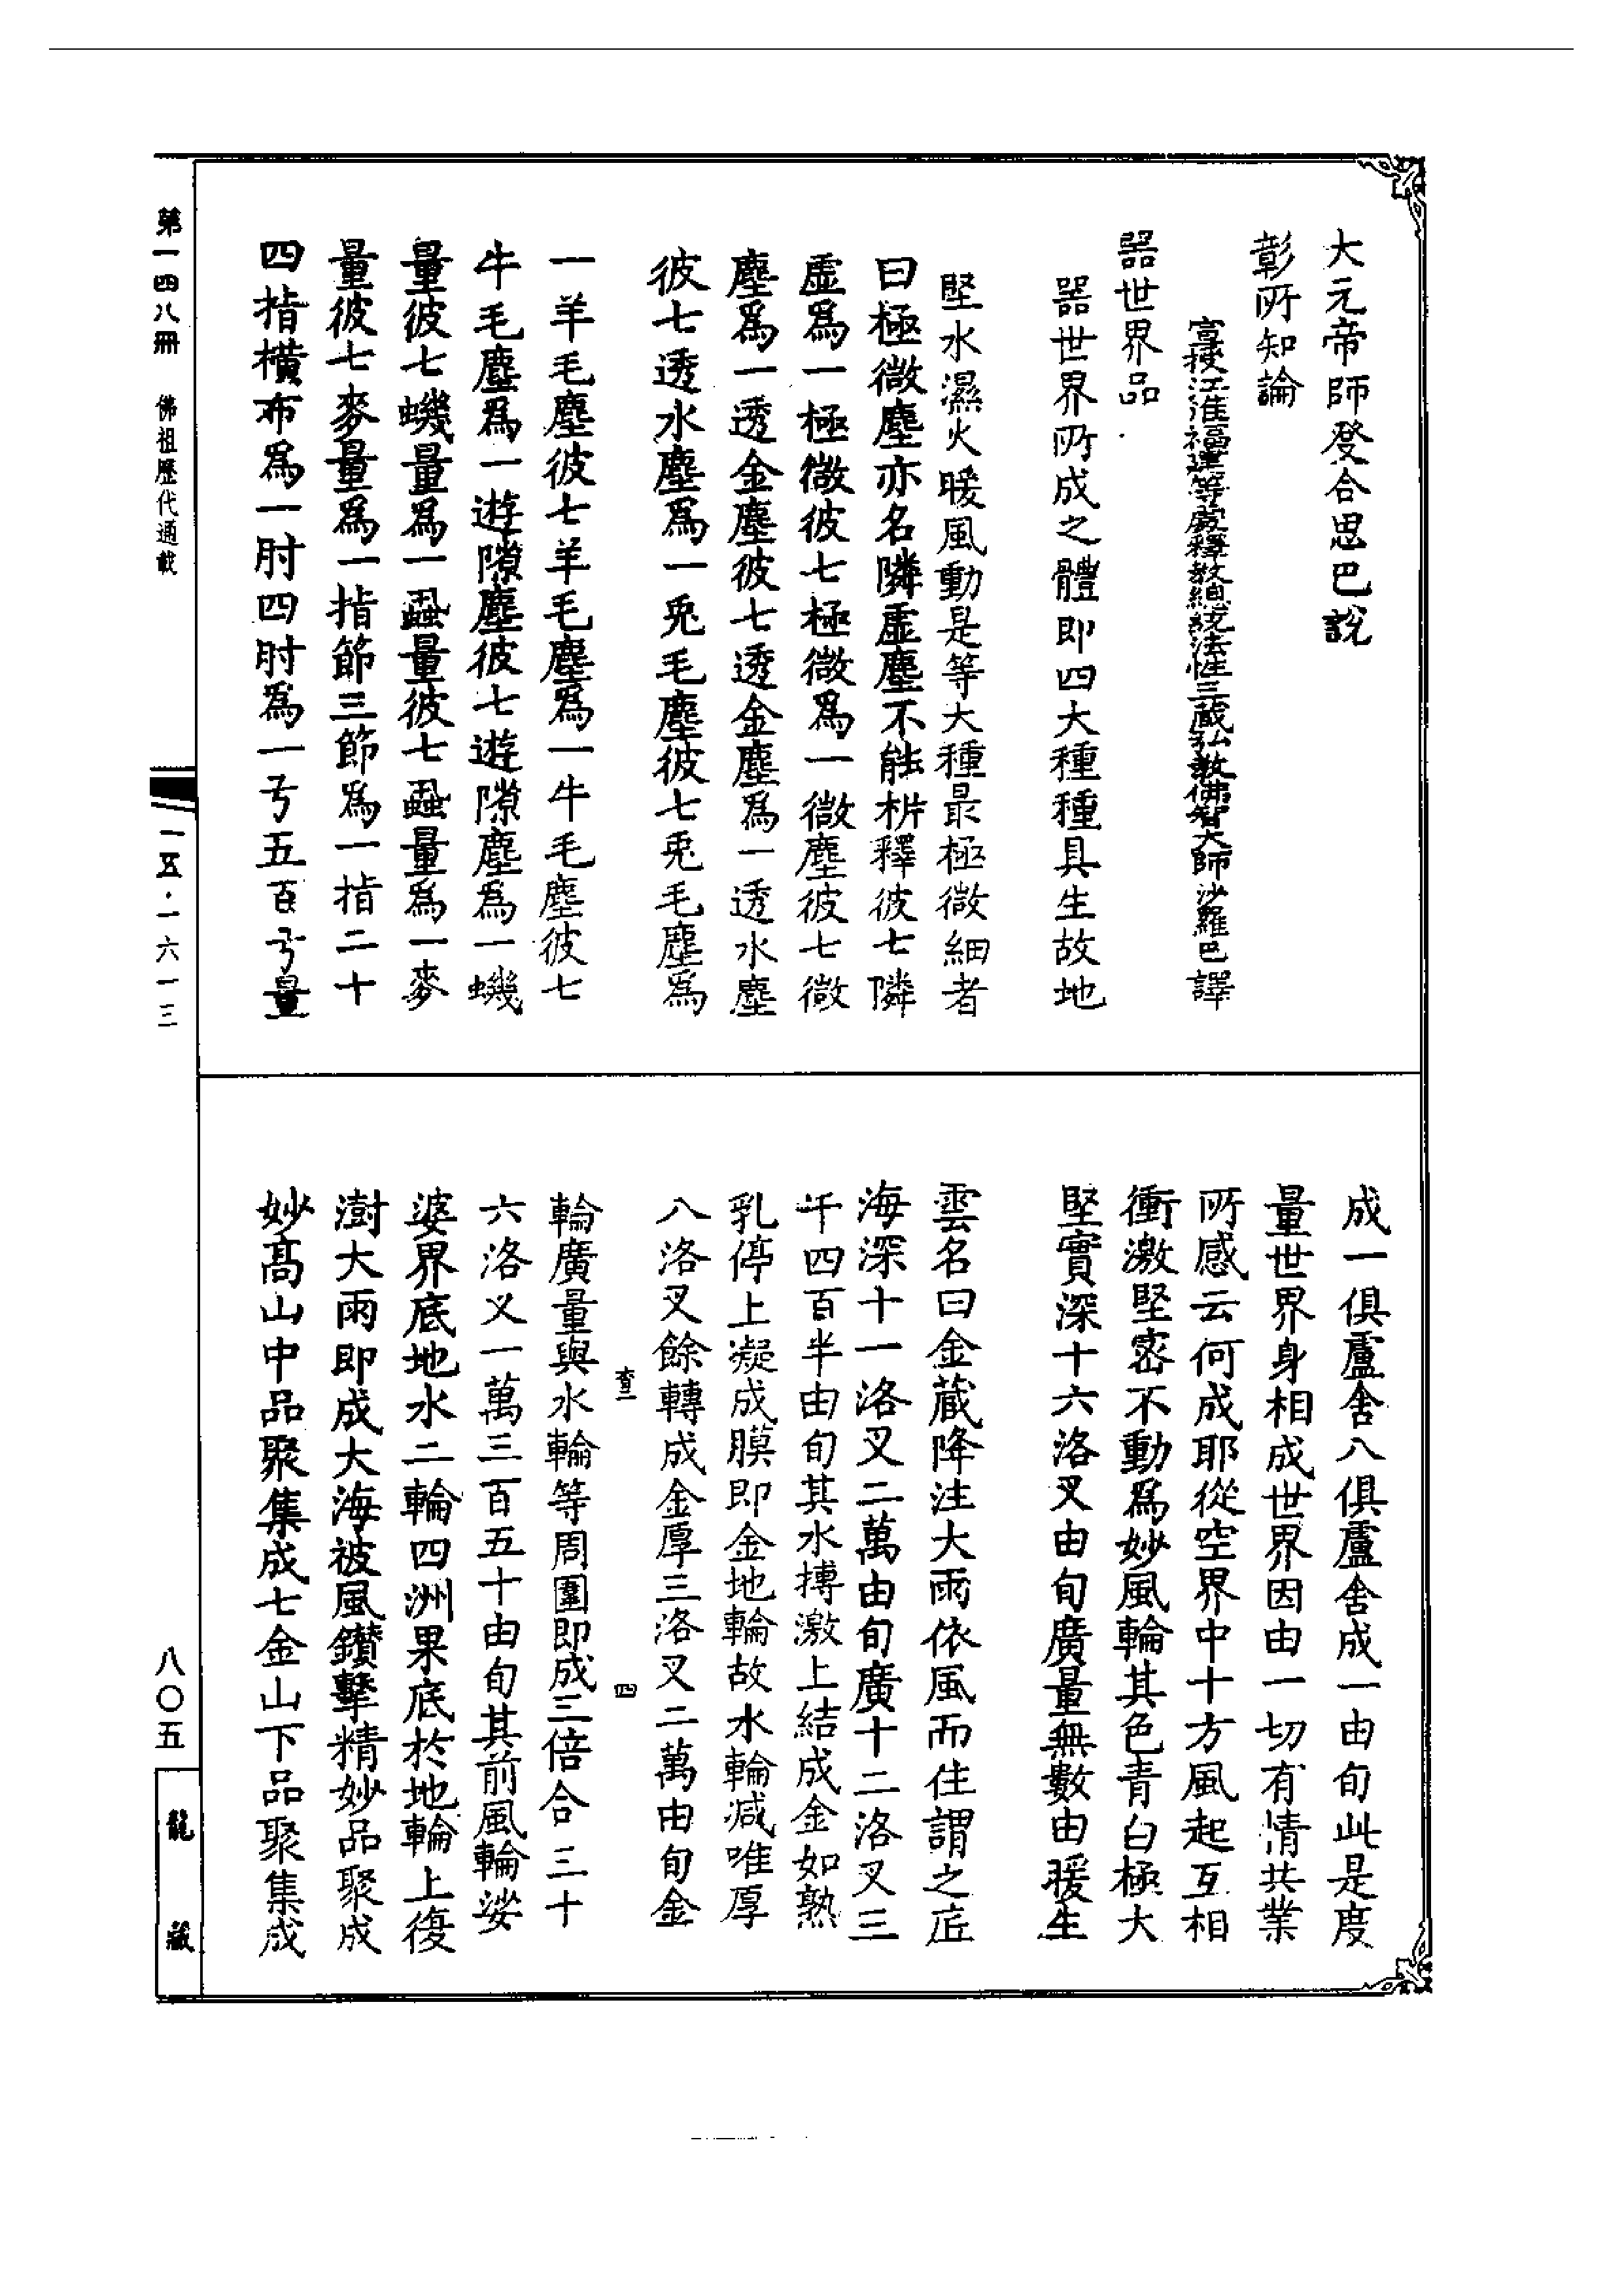 大元帝師癹合思巴說
彰所知論
宣授江淮福建等處釋教總統法性三藏弘教佛智大師沙羅巴譯
器世界品
器世界所成之體即四大種種具生故地
堅水濕火暖風動是等大種最極微細者
曰極微塵亦名隣虛塵不能析釋彼七隣
虛爲一極微彼七極微爲一微塵彼七微
塵爲一透金塵彼七透金塵爲一透水塵
彼七透水塵爲一兎毛塵彼七兎毛塵爲
一羊毛塵彼七羊毛塵爲一牛毛塵彼七
牛毛塵爲一遊隙塵彼七遊隙塵爲一蟣
量彼七蟣量爲一蝨量彼七蝨量爲一麥
量彼七麥量爲一指節三節爲一指二十
四指橫布爲一肘四肘爲一弓五百弓量
成一俱盧舍八俱盧舍成一由旬此是度
量世界身相成世界因由一切有情共業
所感云何成耶從空界中十方風起互相
衝激堅密不動爲妙風輪其色青白極大
堅實深十六洛叉由旬廣量無數由暖生
雲名曰金藏降注大雨依風而住謂之底
海深十一洛叉二萬由旬廣十二洛叉三
千四百半由旬其水搏激上結成金如熟
乳停上凝成膜即金地輪故水輪減唯厚
八洛叉餘轉成金厚三洛叉二萬由旬金
輪廣量與水輪等周圍即成三倍合三十
六洛叉一萬三百五十由旬其前風輪娑
婆界底地水二輪四洲果底於地輪上復
澍大雨即成大海被風鑽擊精妙品聚成
妙高山中品聚集成七金山下品聚集成
四
第一四八冊 佛祖歷代通載
一五·一六一三
八〇五
龍藏